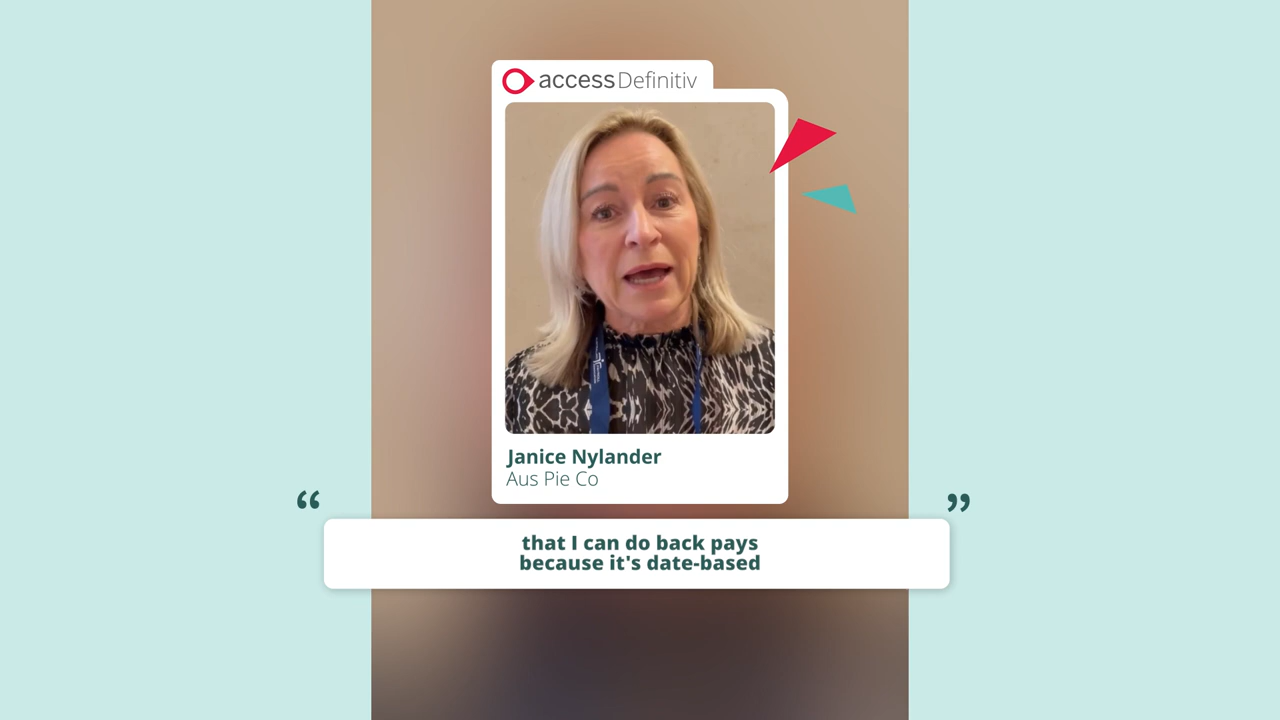 access Definitiv
Janice Nylander
Aus Pie Co
“ ”
that I can do back pays
because it's date-based